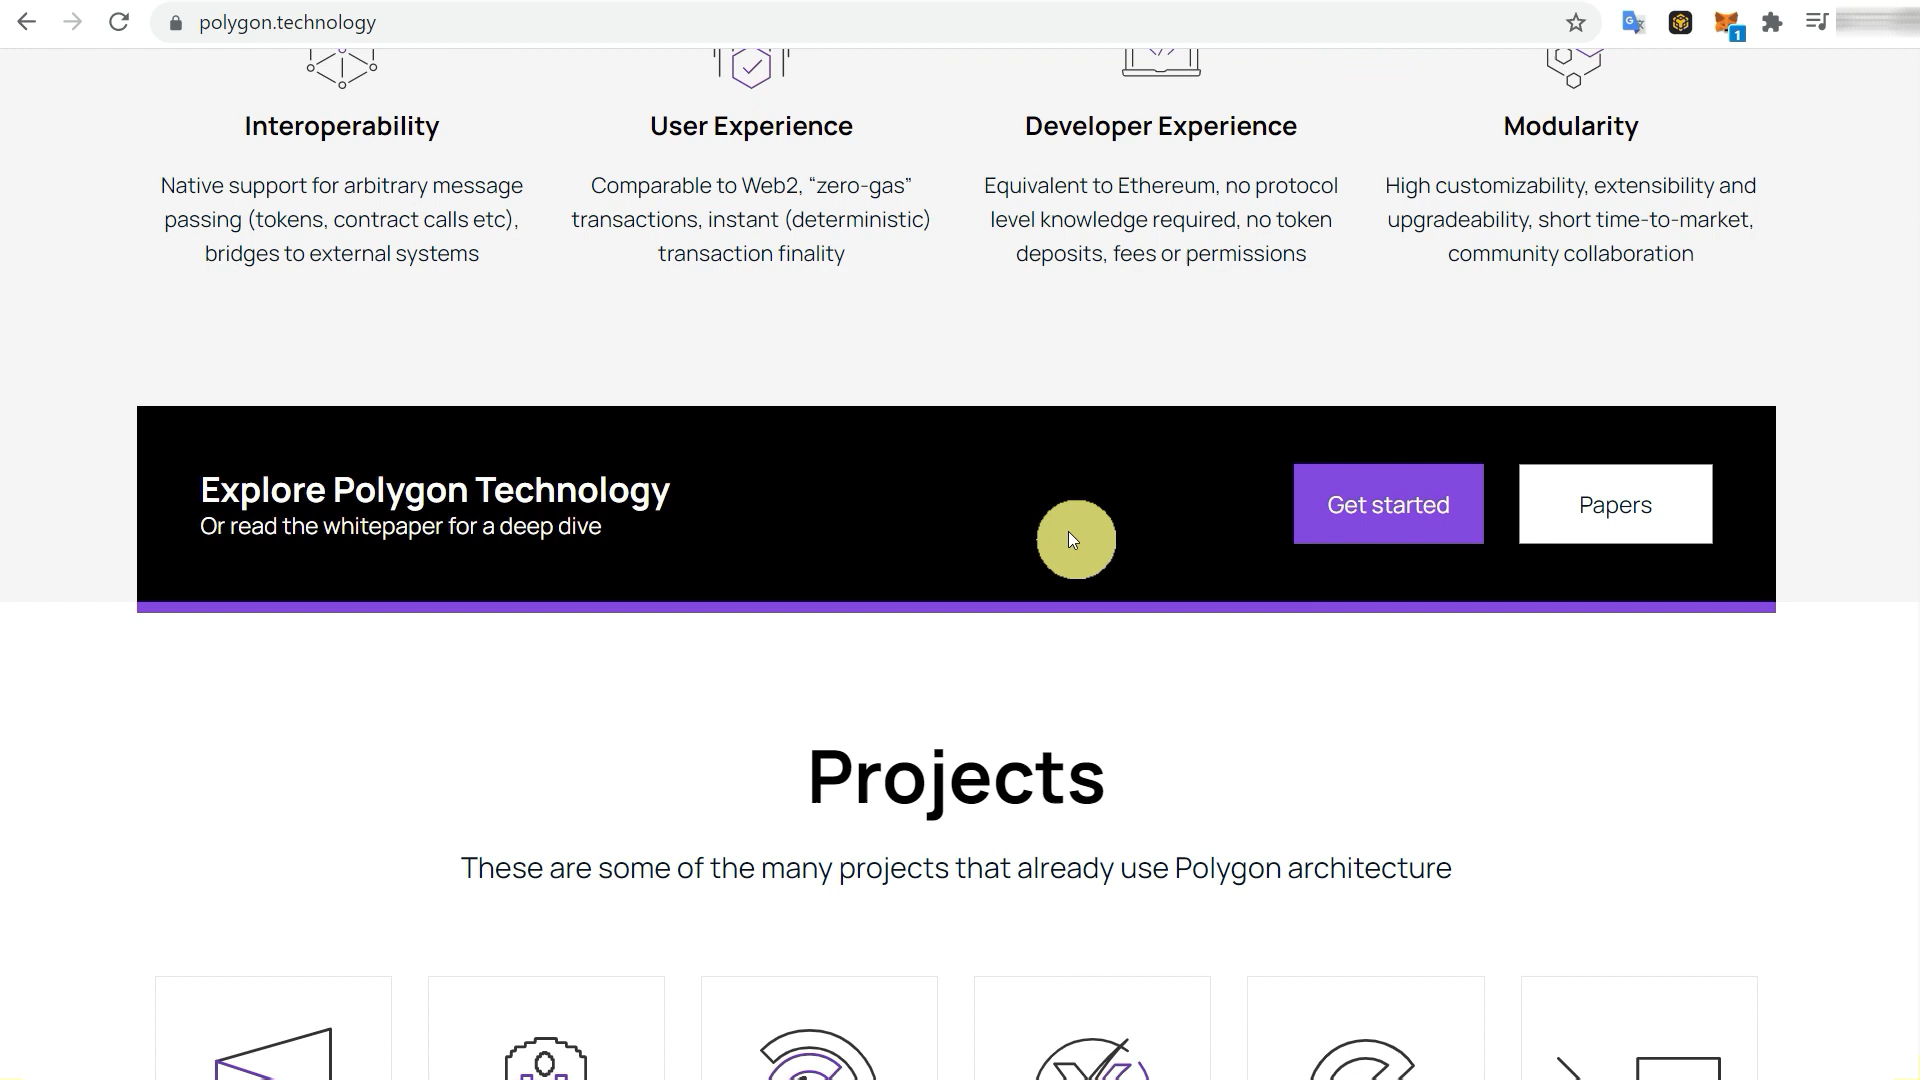 polygon.technology
1
Interoperability
Native support for arbitrary message
passing (tokens, contract calls etc),
bridges to external systems
User Experience
Comparable to Web2, “zero-gas”
transactions, instant (deterministic)
transaction finality
Developer Experience
Equivalent to Ethereum, no protocol
level knowledge required, no token
deposits, fees or permissions
Modularity
High customizability, extensibility and
upgradeability, short time-to-market,
community collaboration
Explore Polygon Technology
Or read the whitepaper for a deep dive
Get started
Papers
Projects
These are some of the many projects that already use Polygon architecture